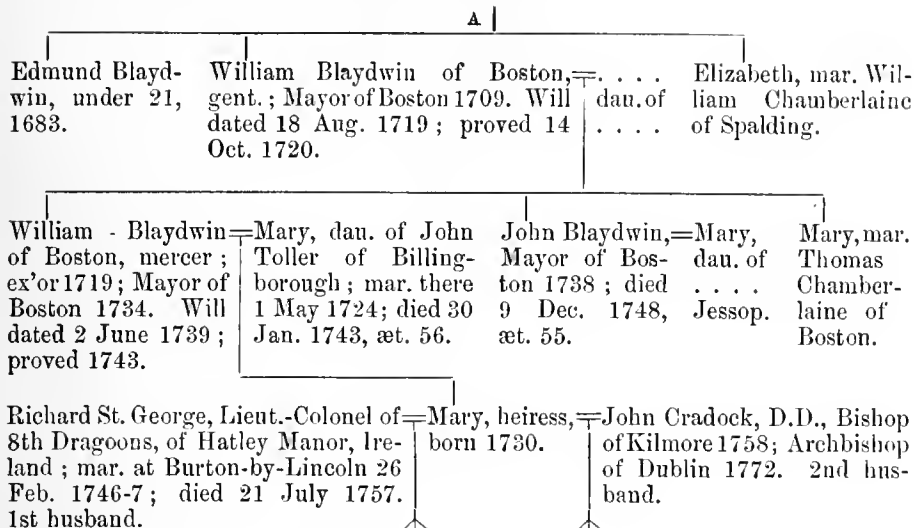 A
Edmund Blayd-
win, under 21,
1683.
William Blaydwin of Boston,
gent.; Mayor of Boston 1709. Will
dated 18 Aug. 1719; proved 14
Oct. 1720.
= . . . .
dau. of
. . . .
Elizabeth, mar. Wil-
liam Chamberlaine
of Spalding.
William - Blaydwin
of Boston, mercer;
ex'or 1719; Mayor of
Boston 1734. Will
dated 2 June 1739;
proved 1743.
=Mary, dau. of John
Toller of Billing-
borough; mar. there
1 May 1724; died 30
Jan. 1743, æt. 56.
John Blaydwin,
Mayor of Bos-
ton 1738; died
9 Dec. 1748,
æt. 55.
=Mary,
dau. of
. . . .
Jessop.
Mary, mar.
Thomas
Chamber-
laine of
Boston.
Richard St. George, Lieut.-Colonel of
8th Dragoons, of Hatley Manor, Ire-
land; mar. at Burton-by-Lincoln 26
Feb. 1746-7; died 21 July 1757.
1st husband.
=Mary, heiress,
born 1730.
=John Cradock, D.D., Bishop
of Kilmore 1758; Archbishop
of Dublin 1772. 2nd hus-
band.